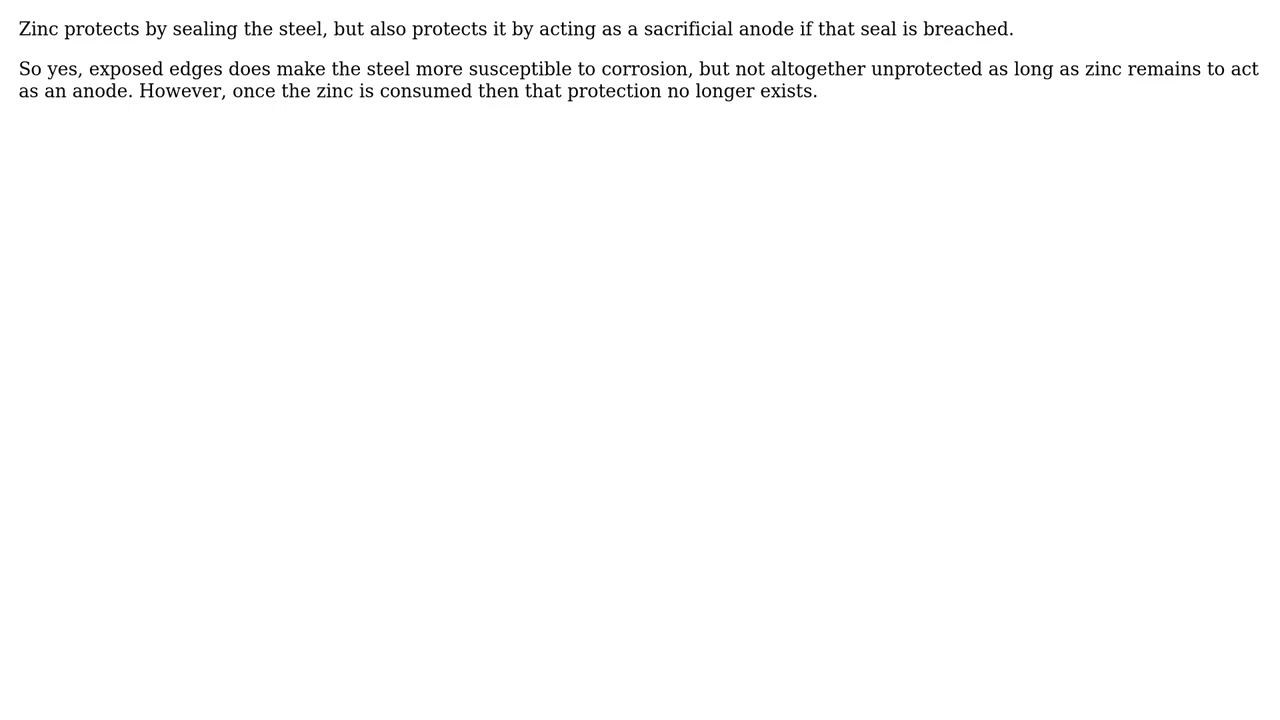 Zinc protects by sealing the steel, but also protects it by acting as a sacrificial anode if that seal is breached.
So yes, exposed edges does make the steel more susceptible to corrosion, but not altogether unprotected as long as zinc remains to act
as an anode. However, once the zinc is consumed then that protection no longer exists.